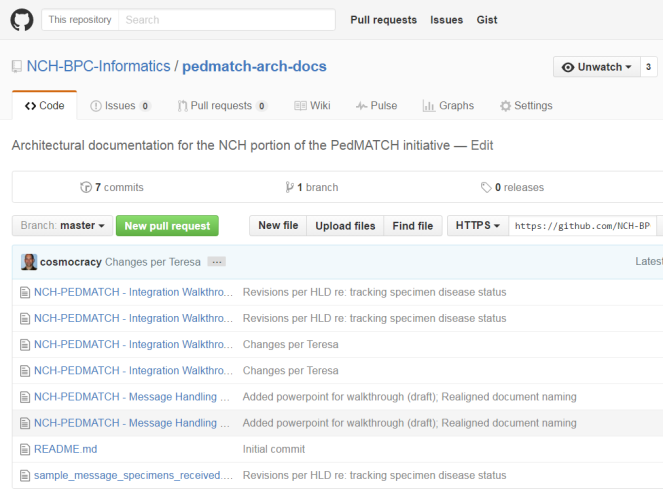 This repository Search Pull requests Issues Gist
NCH-BPC-Informatics / pedmatch-arch-docs Unwatch 3
Code Issues 0 Pull requests 0 Wiki Pulse Graphs Settings
Architectural documentation for the NCH portion of the PedMATCH initiative — Edit
7 commits 1 branch 0 releases
Branch: master New pull request New file Upload files Find file HTTPS https://github.com/NCH-BP
cosmocracy Changes per Teresa ... Latest
NCH-PEDMATCH - Integration Walkthro... Revisions per HLD re: tracking specimen disease status
NCH-PEDMATCH - Integration Walkthro... Revisions per HLD re: tracking specimen disease status
NCH-PEDMATCH - Integration Walkthro... Changes per Teresa
NCH-PEDMATCH - Integration Walkthro... Changes per Teresa
NCH-PEDMATCH - Message Handling ... Added powerpoint for walkthrough (draft); Realigned document naming
NCH-PEDMATCH - Message Handling ... Added powerpoint for walkthrough (draft); Realigned document naming
README.md Initial commit
sample_message_specimens_received.... Revisions per HLD re: tracking specimen disease status